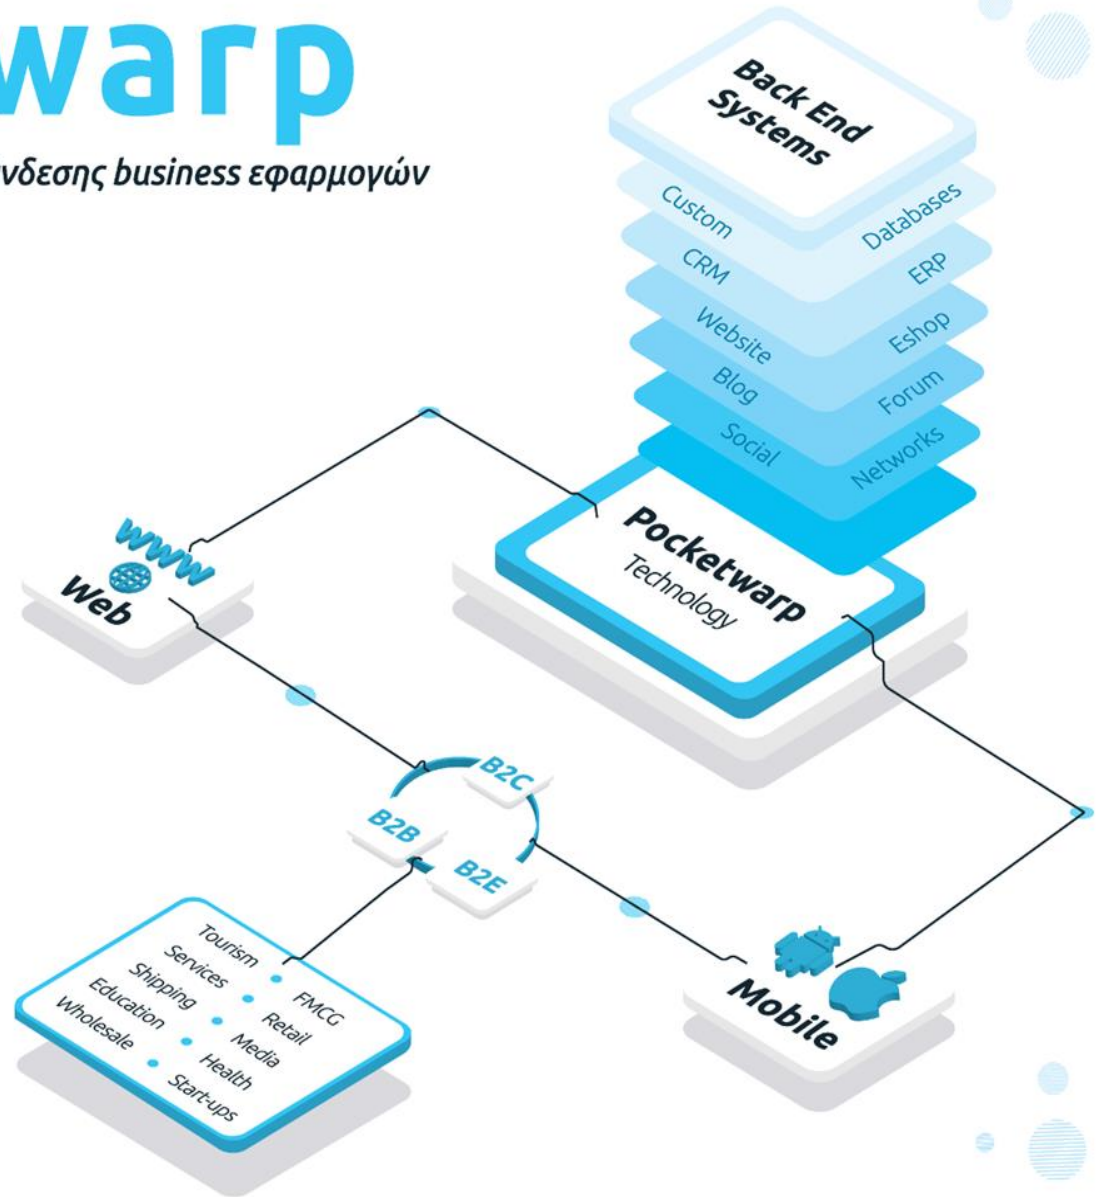 warp
νδεσης business εφαρμογών
Back End
Systems
Custom
Databases
CRM
ERP
Website
Eshop
Blog
Forum
Social
Networks
Pocketwarp
Technology
www
Web
B2C
B2B
B2E
Tourism
FMCG
Services
Retail
Shipping
Media
Education
Health
Wholesale
Start-ups
Mobile